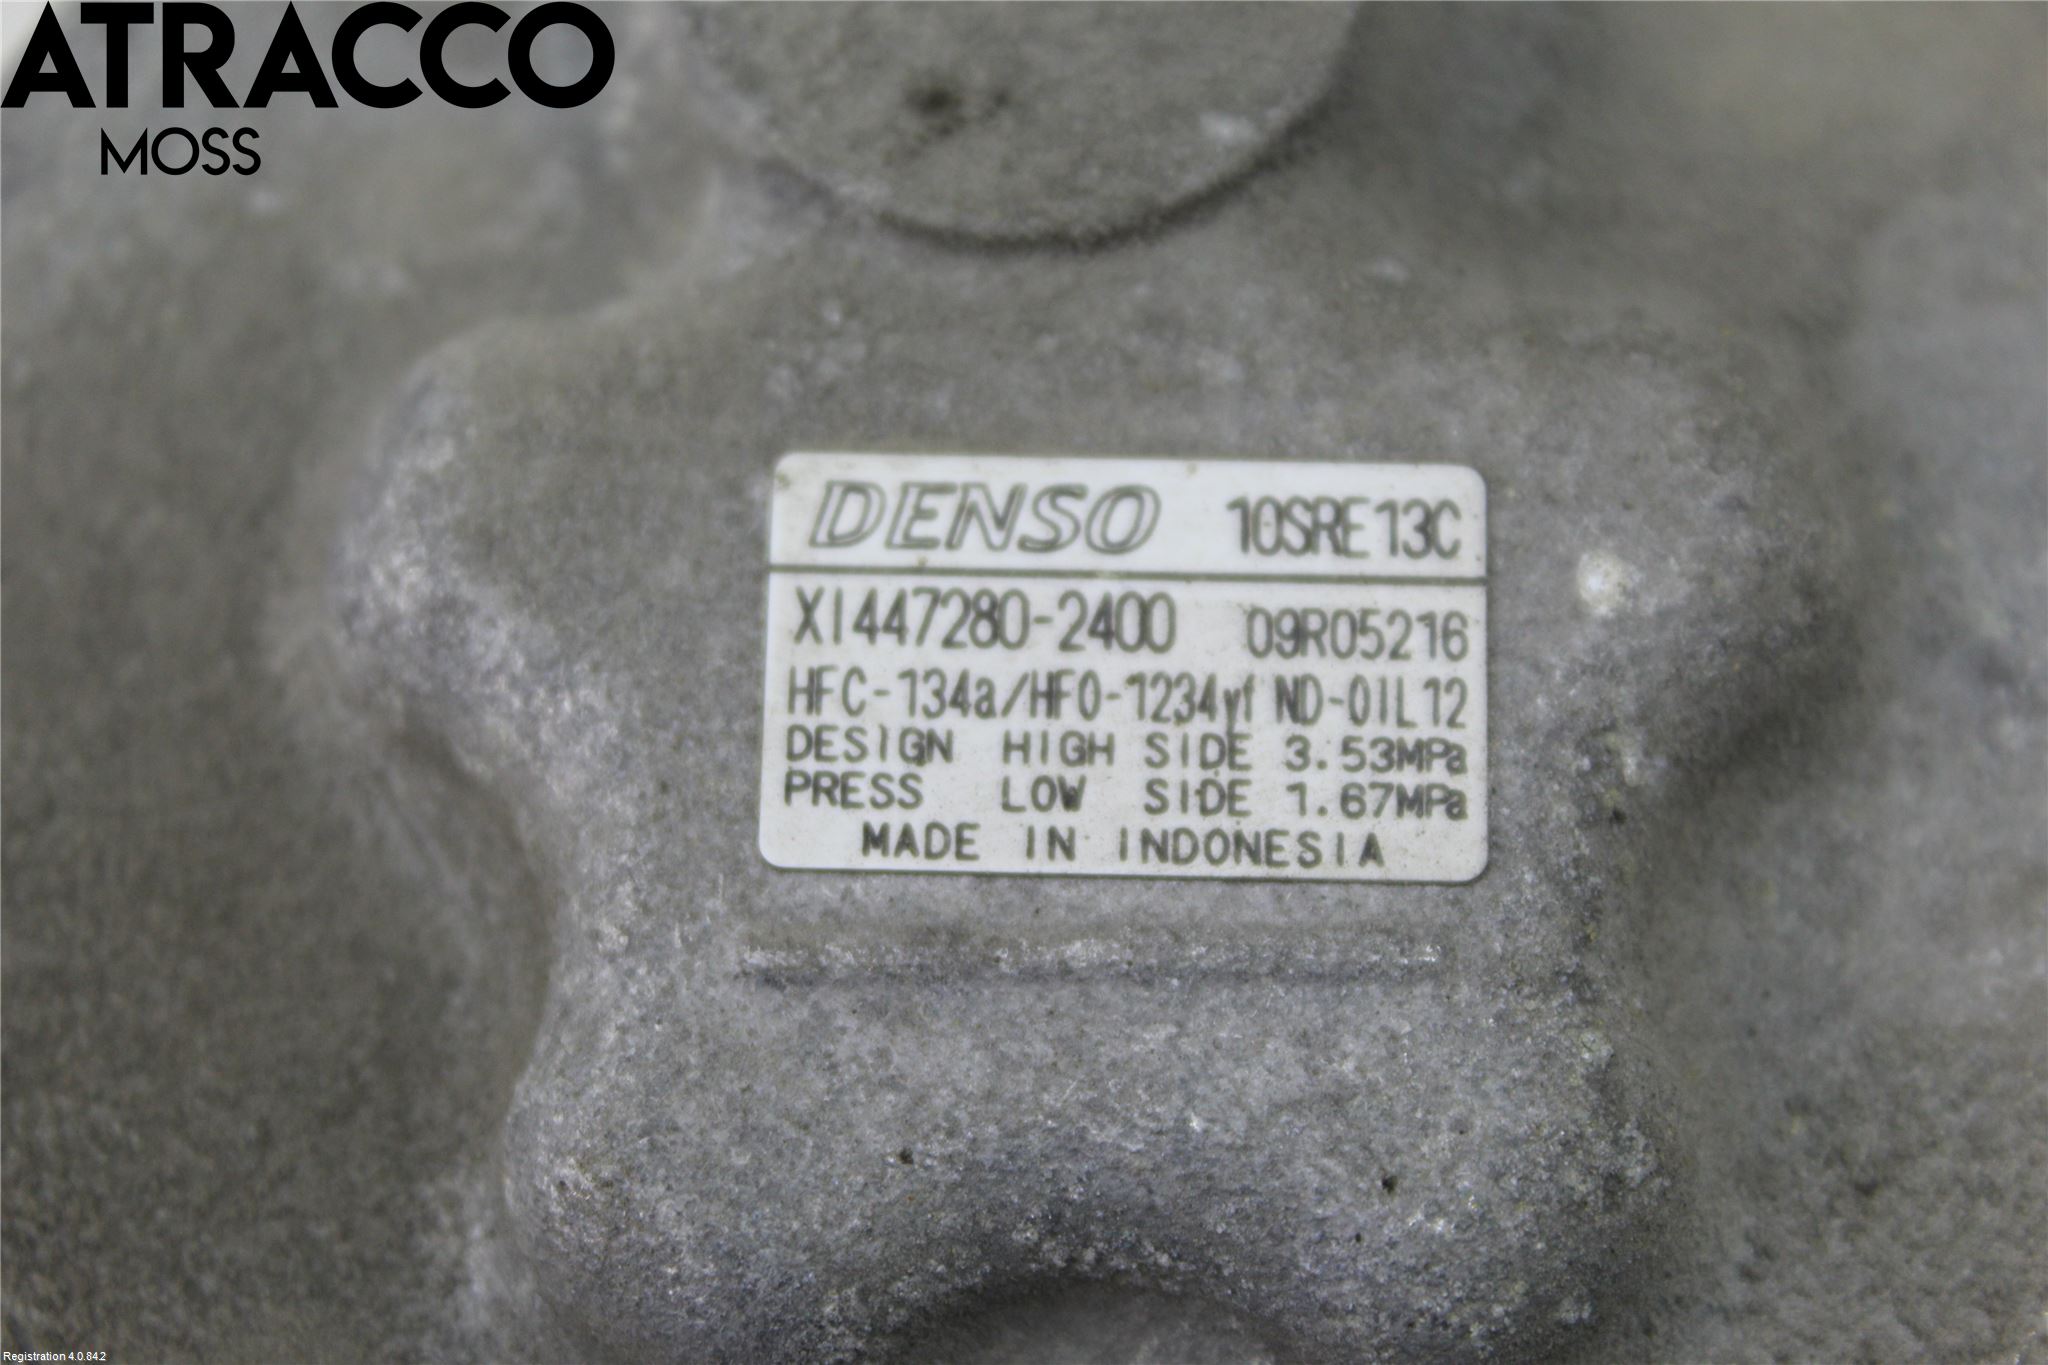 ATRACCO
MOSS
DENSO 10SRE13C
XI447280-2400 09R05216
HFC-134a/HFO-1234yf ND-OIL12
DESIGN HIGH SIDE 3.53MPa
PRESS LOW SIDE 1.67MPa
MADE IN INDONESIA
Registration 4.0.84.2